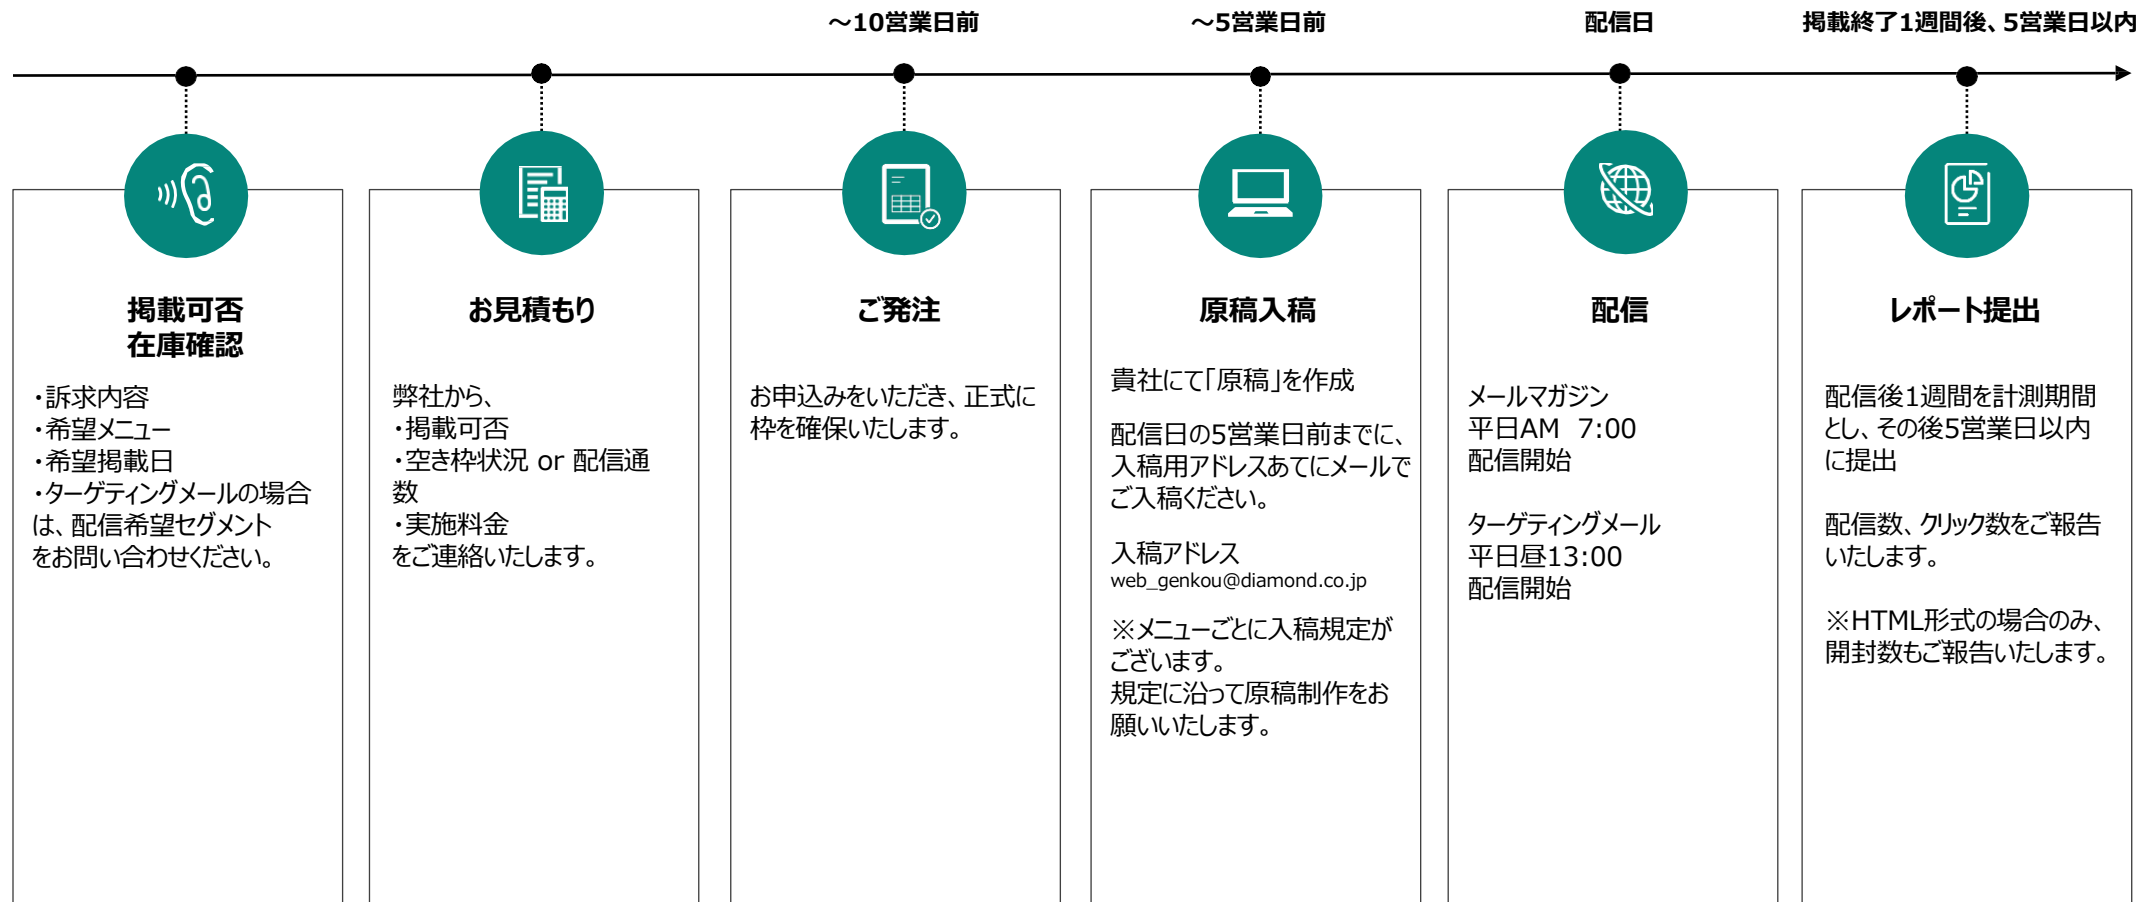 ～10営業日前
～5営業日前
配信日
掲載終了1週間後、5営業日以内
掲載可否
在庫確認
・訴求内容
・希望メニュー
・希望掲載日
・ターゲティングメールの場合
は、配信希望セグメント
をお問い合わせください。
お見積もり
弊社から、
・掲載可否
・空き枠状況 or 配信通
数
・実施料金
をご連絡いたします。
ご発注
お申込みをいただき、正式に
枠を確保いたします。
原稿入稿
貴社にて「原稿」を作成
配信日の5営業日前までに、
入稿用アドレスあてにメールで
ご入稿ください。
入稿アドレス
web_genkou@diamond.co.jp
※メニューごとに入稿規定が
ございます。
規定に沿って原稿制作をお
願いいたします。
配信
メールマガジン
平日AM 7:00
配信開始
ターゲティングメール
平日昼13:00
配信開始
レポート提出
配信後1週間を計測期間
とし、その後5営業日以内
に提出
配信数、クリック数をご報告
いたします。
※HTML形式の場合のみ、
開封数もご報告いたします。